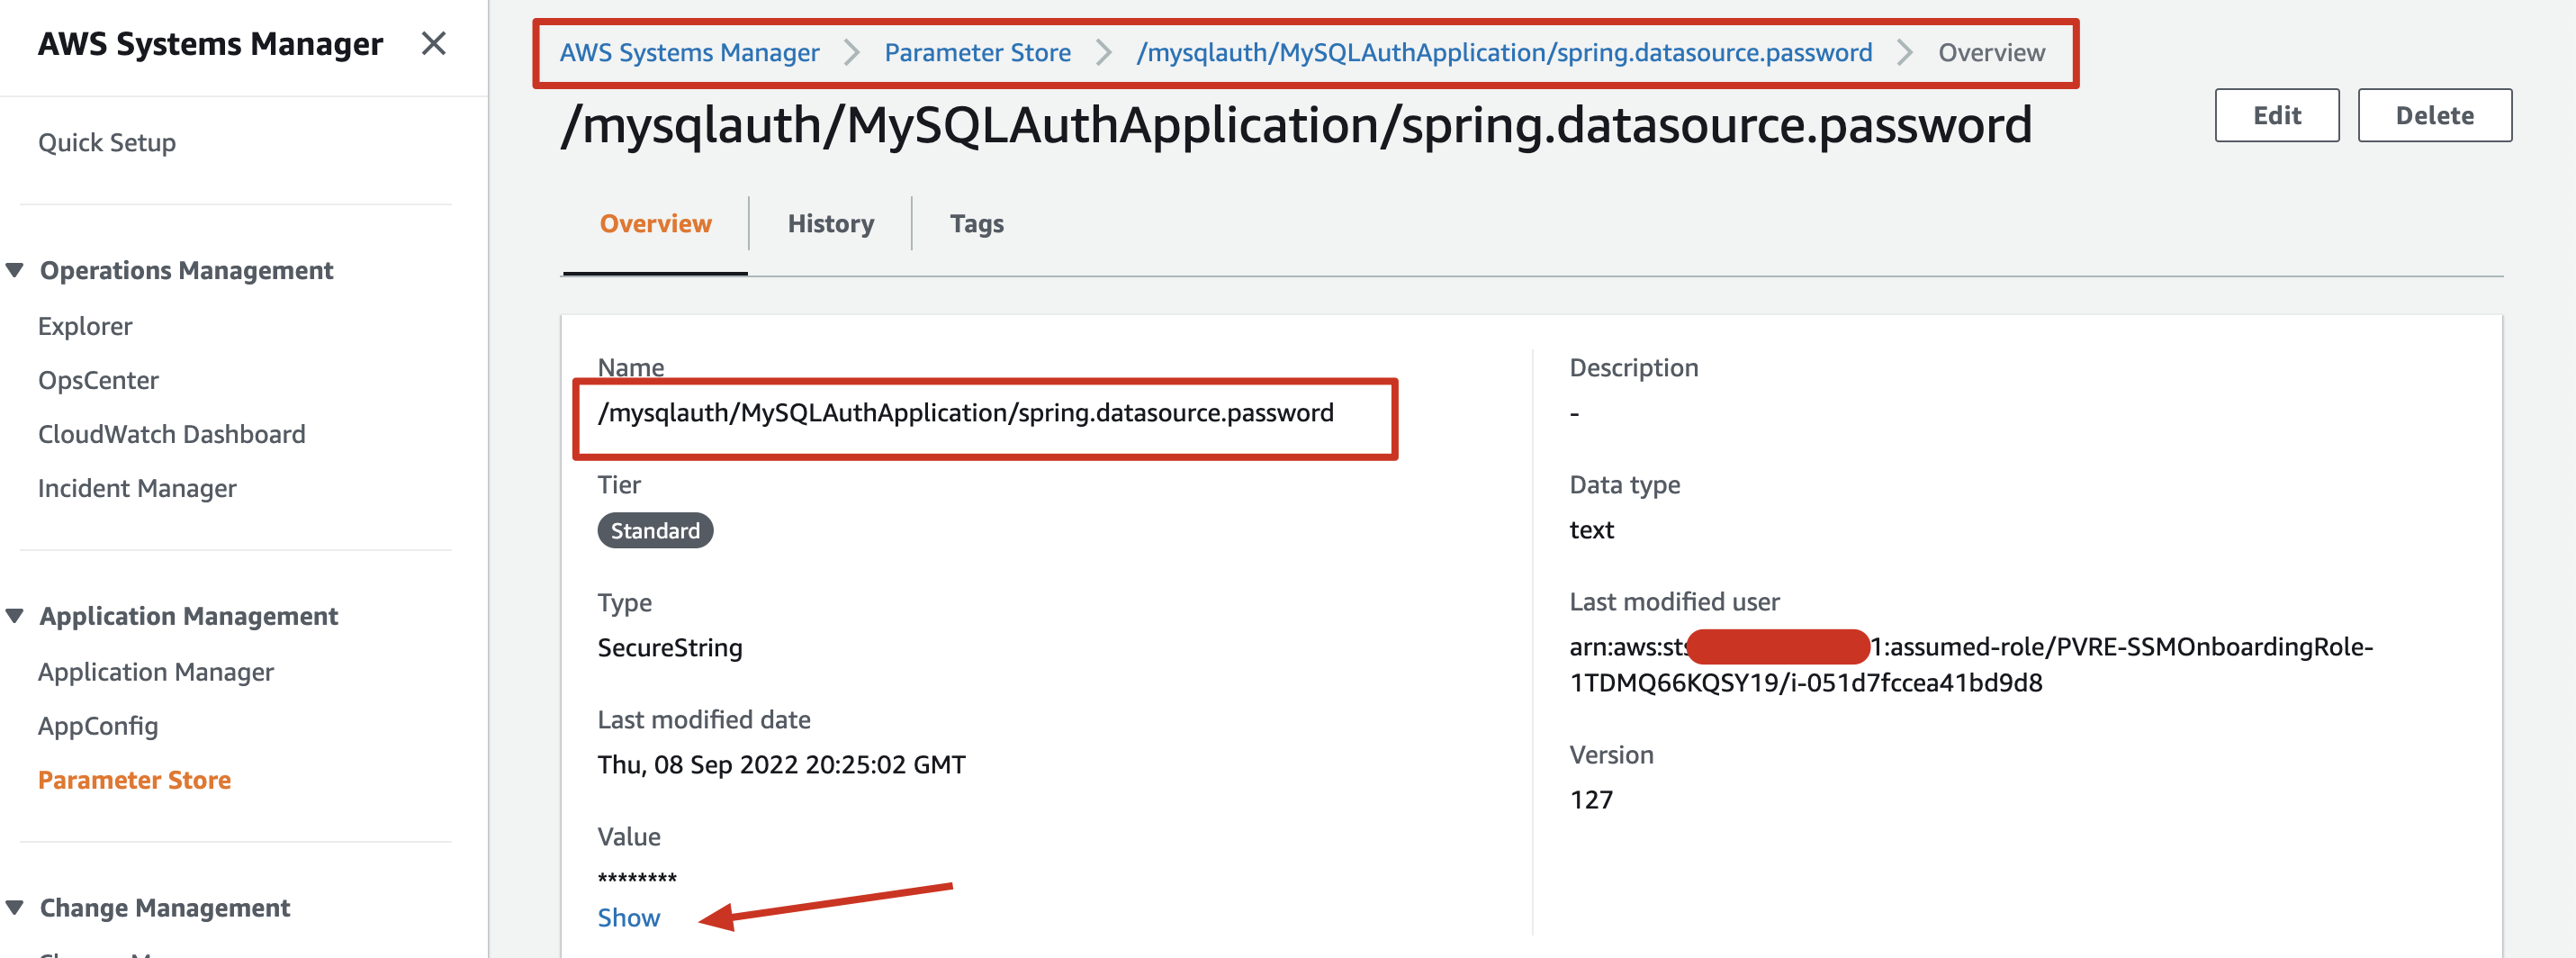 AWS Systems Manager
Quick Setup
Operations Management
Explorer
OpsCenter
CloudWatch Dashboard
Incident Manager
Application Management
Application Manager
AppConfig
Parameter Store
Change Management
AWS Systems Manager > Parameter Store > /mysqlauth/MySQLAuthApplication/spring.datasource.password > Overview
/mysqlauth/MySQLAuthApplication/spring.datasource.password
Edit Delete
Overview History Tags
Name
/mysqlauth/MySQLAuthApplication/spring.datasource.password
Tier
Standard
Type
SecureString
Last modified date
Thu, 08 Sep 2022 20:25:02 GMT
Value
********
Show
Description
-
Data type
text
Last modified user
arn:aws:sts 1:assumed-role/PVRE-SSMOnboardingRole-
1TDMQ66KQSY19/i-051d7fccea41bd9d8
Version
127